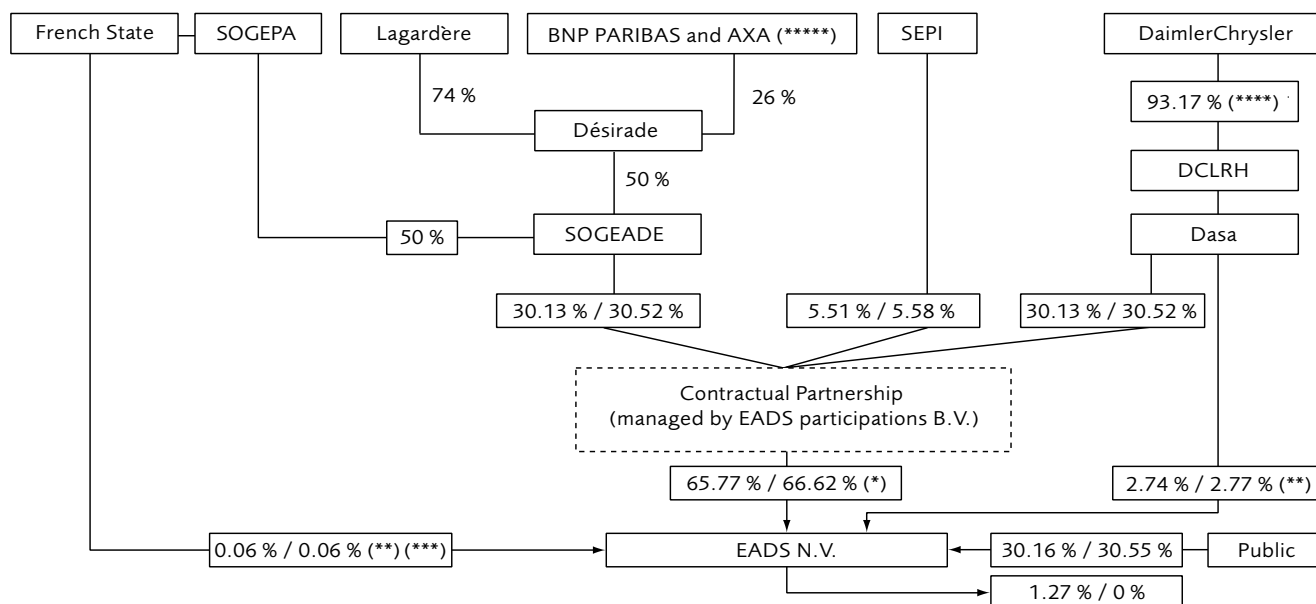 French State
SOGEPA
Lagardère
BNP PARIBAS and AXA (*****)
SEPI
DaimlerChrysler
74 %
26 %
93.17 % (****)
Désirade
50 %
DCLRH
50 %
SOGEADE
Dasa
30.13 % / 30.52 %
5.51 % / 5.58 %
30.13 % / 30.52 %
Contractual Partnership
(managed by EADS participations B.V.)
65.77 % / 66.62 % (*)
2.74 % / 2.77 % (**)
0.06 % / 0.06 % (**) (***)
EADS N.V.
30.16 % / 30.55 %
Public
1.27 % / 0 %